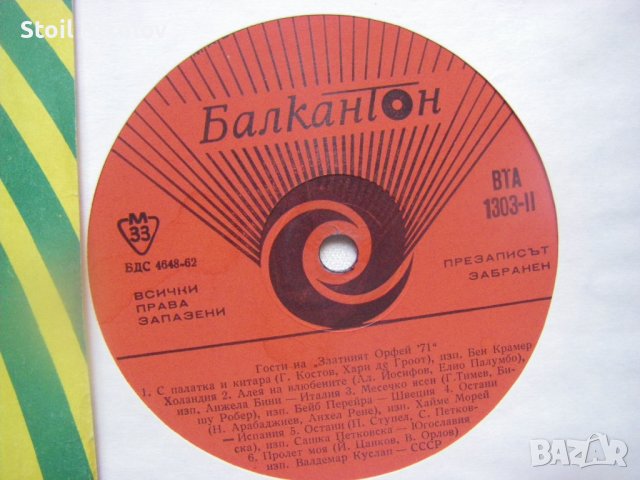 Stoil
Балкантон
ВТА
1303-II
М
33
БДС 4648-62
ПРЕЗАПИСЪТ
ЗАБРАНЕН
ВСИЧКИ
ПРАВА
ЗАПАЗЕНИ
Гости на „Златният Орфей '71“
1. С палатка и китара (Г. Костов, Хари де Гроот), изп. Бен Крамер
Холандия 2. Алея на влюбените (Ал. Йосифов, Елио Палумбо),
изп. Анжела Бини — Италия 3. Месечко ясен (Г. Тимев, Би-
шу Робер), изп. Бейб Перейра — Швеция 4. Остани
(Н. Арабаджиев, Анхел Рене), изп. Хайме Морей
— Испания 5. Остани (П. Ступел, С. Петков-
ска), изп. Сашка Петковска — Югославия
6. Пролет моя (Й. Цанков, В. Орлов)
изп. Валдемар Куслап — СССР
bazar